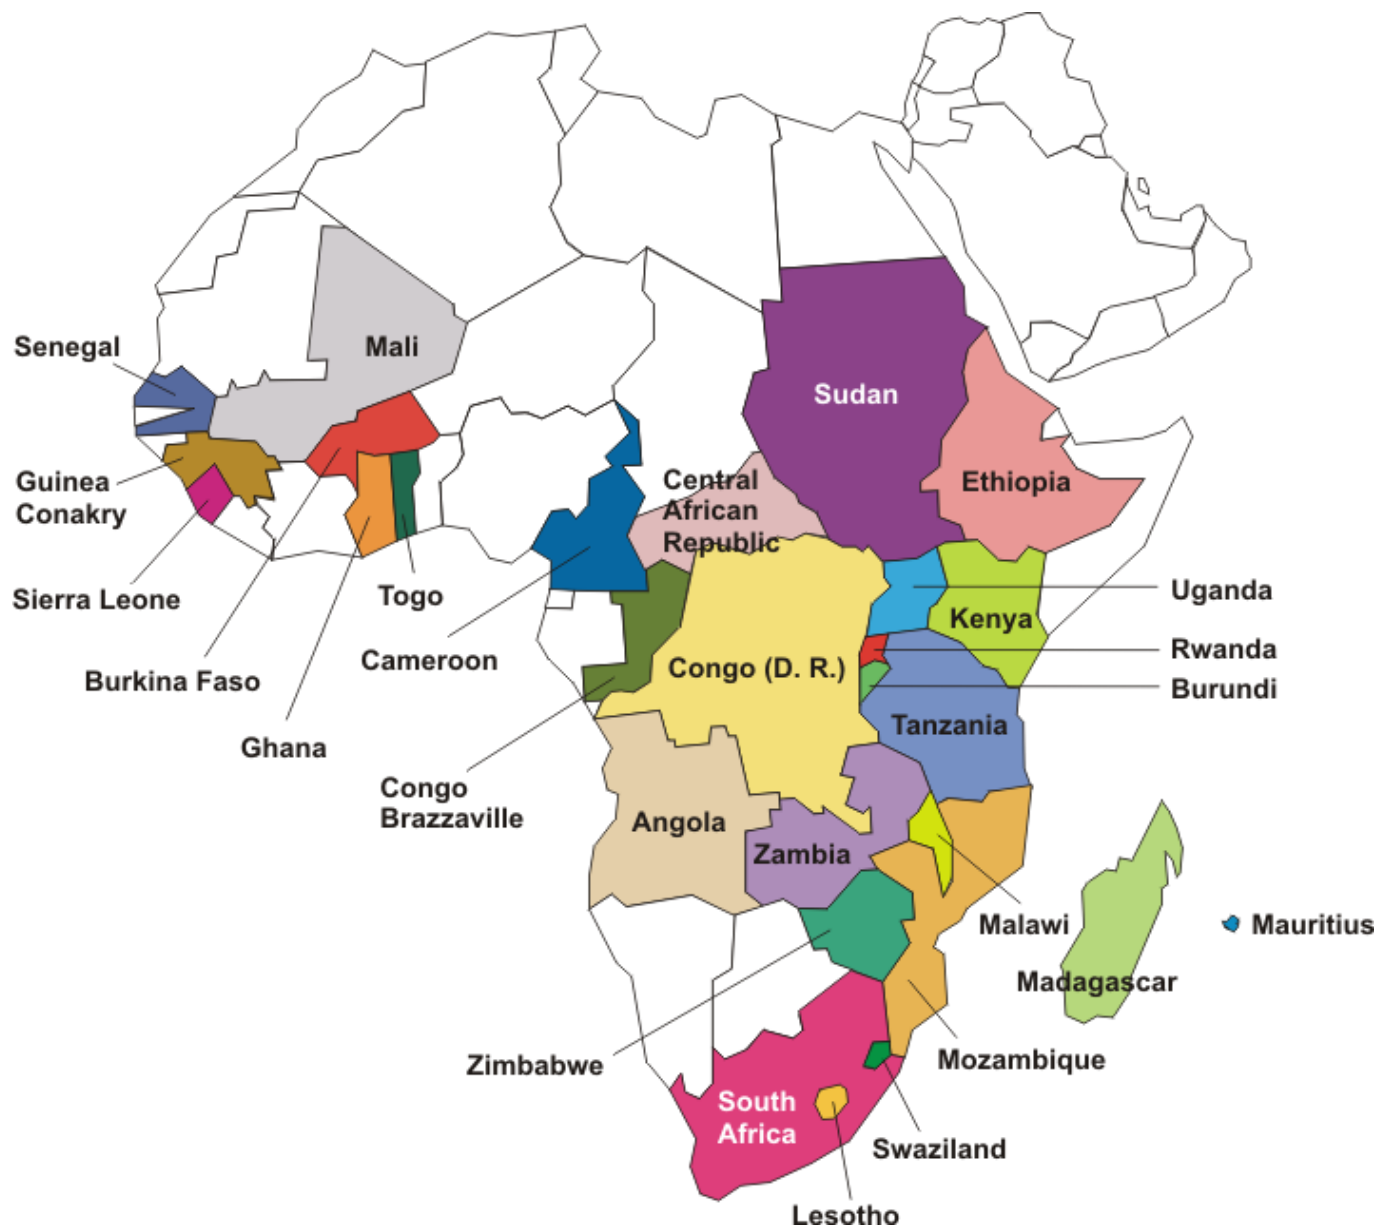 Senegal
Mali
Sudan
Guinea
Conakry
Central
African
Republic
Ethiopia
Sierra Leone
Togo
Uganda
Kenya
Burkina Faso
Cameroon
Congo (D. R.)
Rwanda
Burundi
Ghana
Tanzania
Congo
Brazzaville
Angola
Zambia
Malawi
Mauritius
Madagascar
Zimbabwe
Mozambique
South
Africa
Swaziland
Lesotho